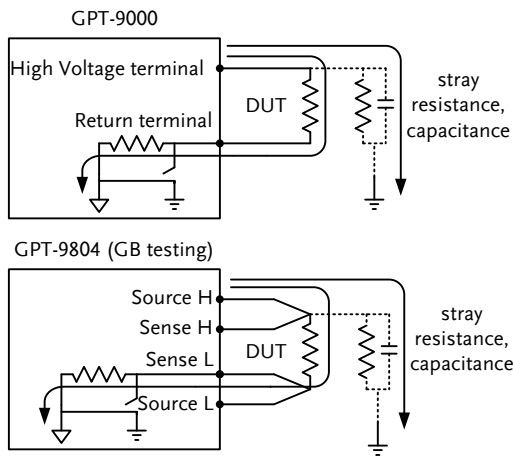 GPT-9000
High Voltage terminal
DUT
Return terminal
stray
resistance,
capacitance
GPT-9804 (GB testing)
Source H
Sense H
Sense L
DUT
Source L
stray
resistance,
capacitance